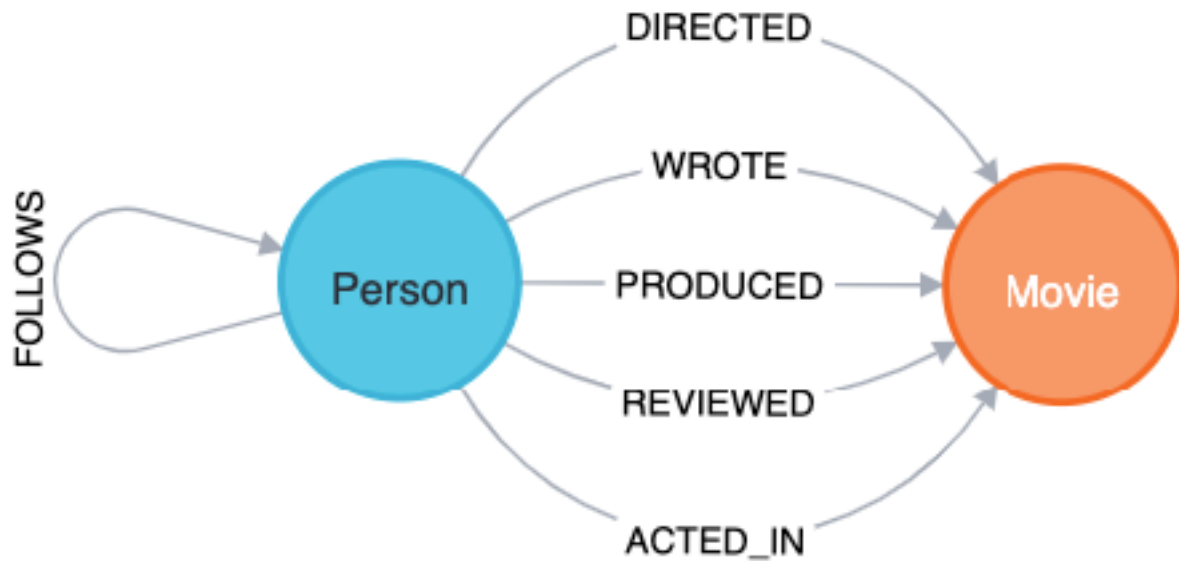 DIRECTED
WROTE
FOLLOWS
Person
PRODUCED
Movie
REVIEWED
ACTED_IN